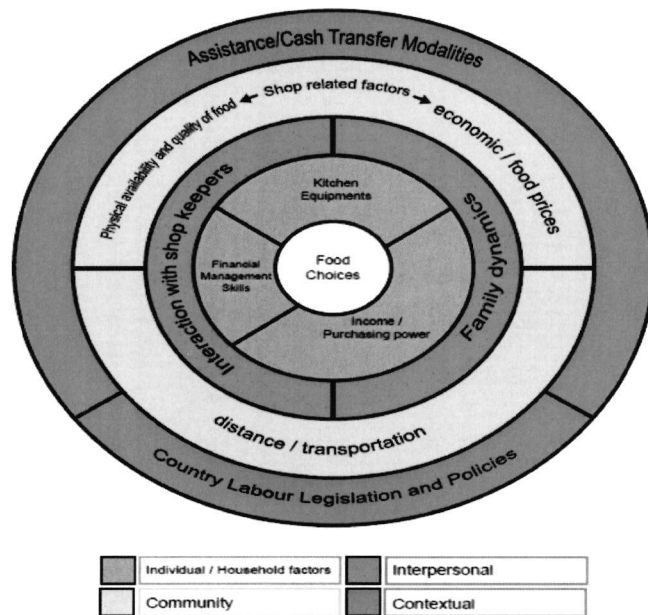 Assistance/Cash Transfer Modalities
Shop related factors
Physical availability and quality of food
economic / food prices
Interaction with shop keepers
Family dynamics
Kitchen
Equipments
Financial
Management
Skills
Food
Choices
Income /
Purchasing power
distance / transportation
Country Labour Legislation and Policies
Individual / Household factors
Interpersonal
Community
Contextual